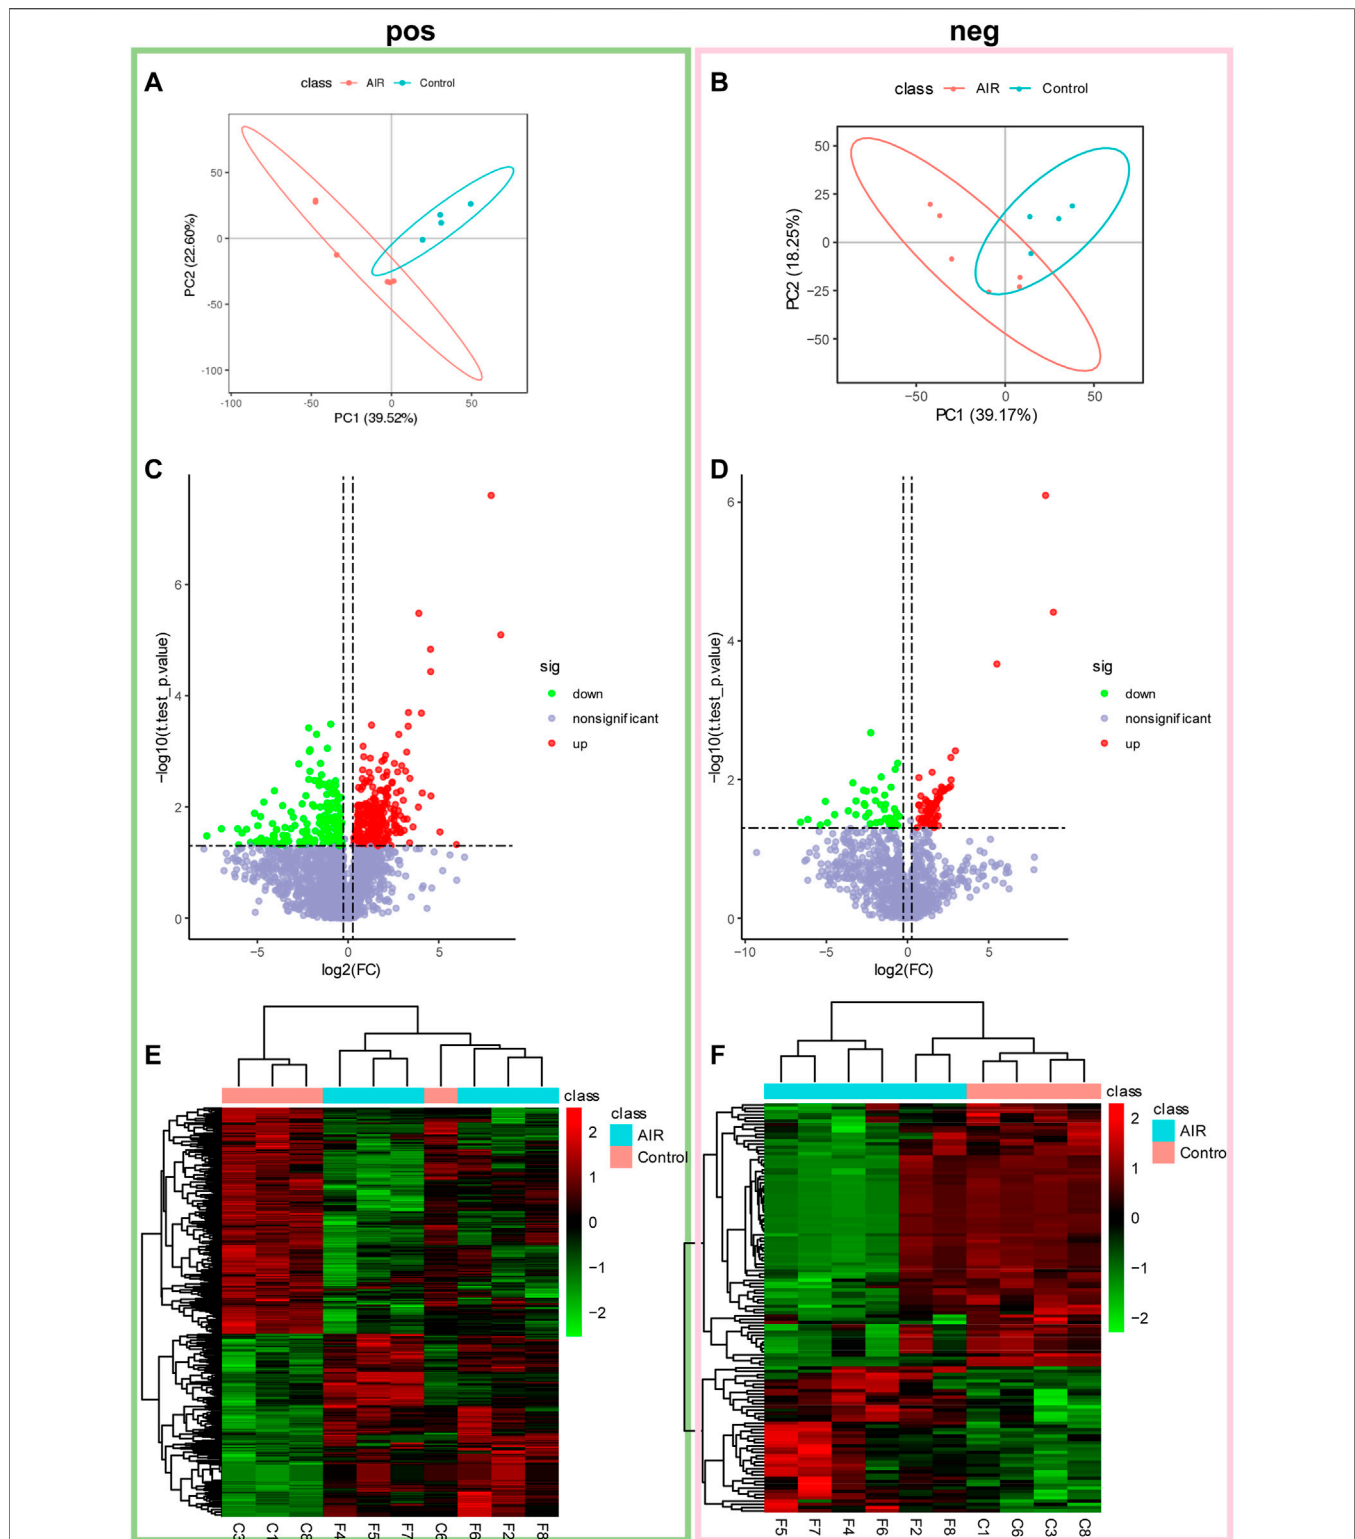 pos
neg
A
class AIR Control
50
0
-50
-100
PC2 (22.60%)
-100 -50 0 50
PC1 (39.52%)
B
class AIR Control
50
25
0
−25
−50
PC2 (18.25%)
−50 0 50
PC1 (39.17%)
C
6
4
2
0
−log10(t.test_p.value)
−5 0 5
log2(FC)
sig
down
nonsignificant
up
D
6
4
2
0
−log10(t.test_p.value)
−10 −5 0 5
log2(FC)
sig
down
nonsignificant
up
E
class
2
1
0
−1
−2
class
AIR
Control
C3 C1 C8 F4 F5 F7 C6 F6 F2 F8
F
class
2
1
0
−1
−2
class
AIR
Contro
F5 F7 F4 F6 F2 F8 C1 C6 C3 C8